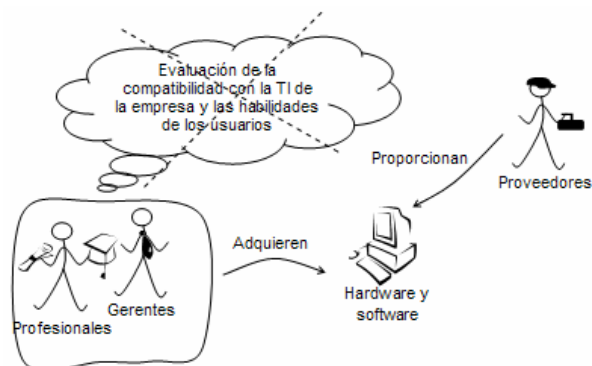 Evaluación de la
compatibilidad con la TI de
la empresa y las habilidades
de los usuarios
Proporcionan
Proveedores
Adquieren
Hardware y
software
Gerentes
Profesionales